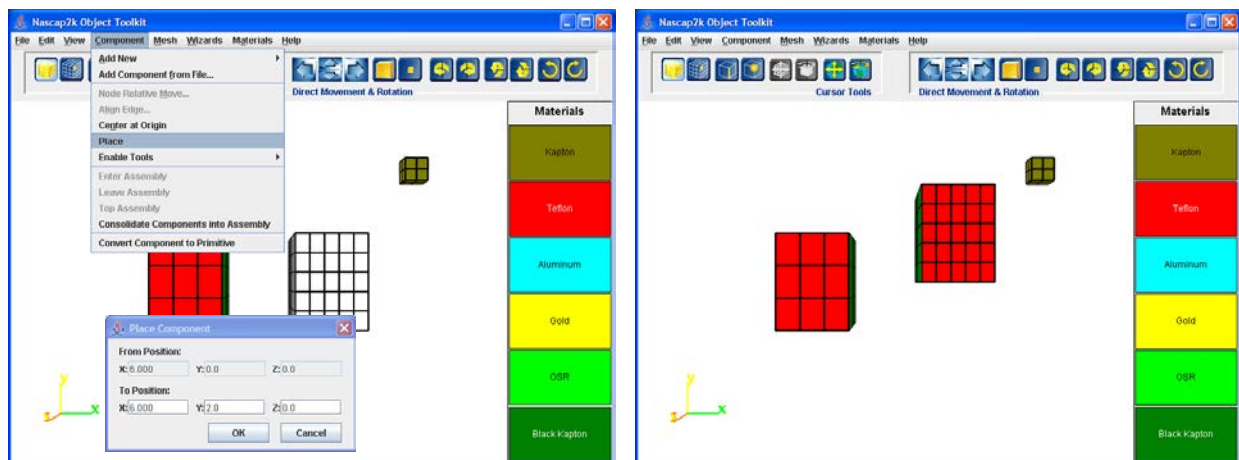 Nascap2k Object Toolkit
File Edit View Component Mesh Wizards Materials Help
Add New
Add Component from File...
Node Relative Move...
Align Edge...
Center at Origin
Place
Enable Tools
Enter Assembly
Leave Assembly
Top Assembly
Consolidate Components into Assembly
Convert Component to Primitive
Direct Movement & Rotation
Materials
Kapton
Teflon
Aluminum
Gold
OSR
Black Kapton
Place Component
From Position:
X: 6.000 Y: 0.0 Z: 0.0
To Position:
X: 6.000 Y: 2.0 Z: 0.0
OK Cancel
y
z x
Nascap2k Object Toolkit
File Edit View Component Mesh Wizards Materials Help
Cursor Tools Direct Movement & Rotation
Materials
Kapton
Teflon
Aluminum
Gold
OSR
Black Kapton
y
z x